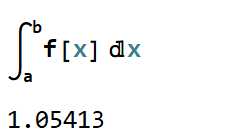 ∫ₐᵇ f[x] ⅆx
1.05413